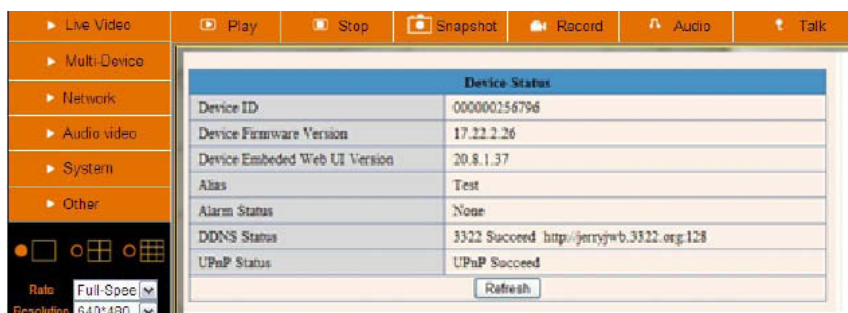 Live Video Play Stop Snapshot Record Audio Talk
Multi-Device
Network
Audio video
System
Other
Device Status
Device ID 000000256796
Device Firmware Version 17.22.2.26
Device Embeded Web UI Version 20.8.1.37
Alias Test
Alarm Status None
DDNS Status 3322 Succeed http://jerryjwb.3322.org:128
UPnP Status UPnP Succeed
Refresh
Rate Full-Spee
Resolution 640*480